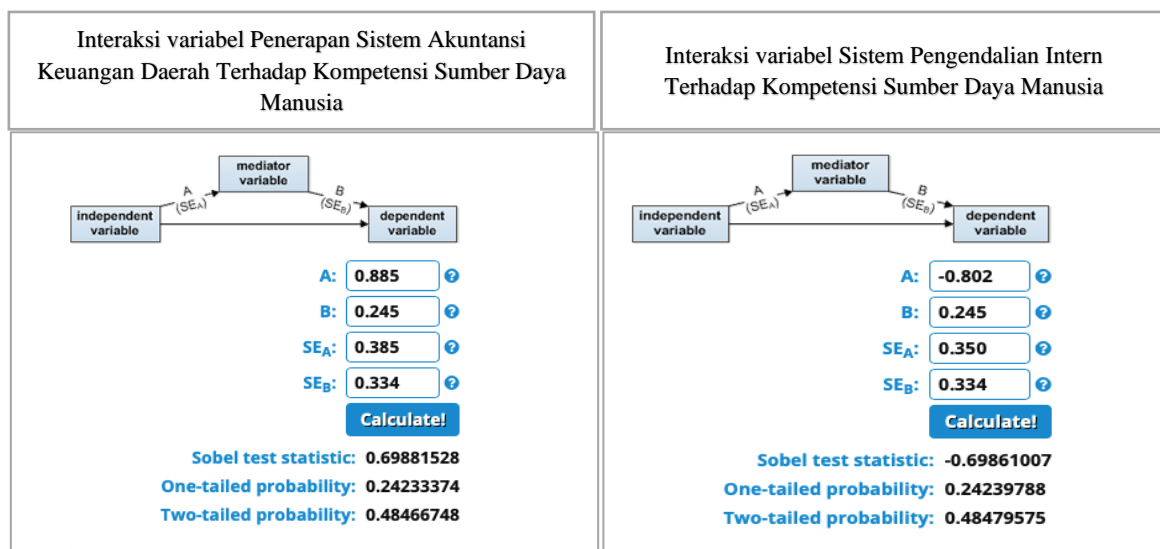 Interaksi variabel Penerapan Sistem Akuntansi
Keuangan Daerah Terhadap Kompetensi Sumber Daya
Manusia
Interaksi variabel Sistem Pengendalian Intern
Terhadap Kompetensi Sumber Daya Manusia
mediator
variable
A
(SEA)
B
(SEB)
independent
variable
dependent
variable
A: 0.885 ?
B: 0.245 ?
SEA: 0.385 ?
SEB: 0.334 ?
Calculate!
Sobel test statistic: 0.69881528
One-tailed probability: 0.24233374
Two-tailed probability: 0.48466748
mediator
variable
A
(SEA)
B
(SEB)
independent
variable
dependent
variable
A: -0.802 ?
B: 0.245 ?
SEA: 0.350 ?
SEB: 0.334 ?
Calculate!
Sobel test statistic: -0.69861007
One-tailed probability: 0.24239788
Two-tailed probability: 0.48479575